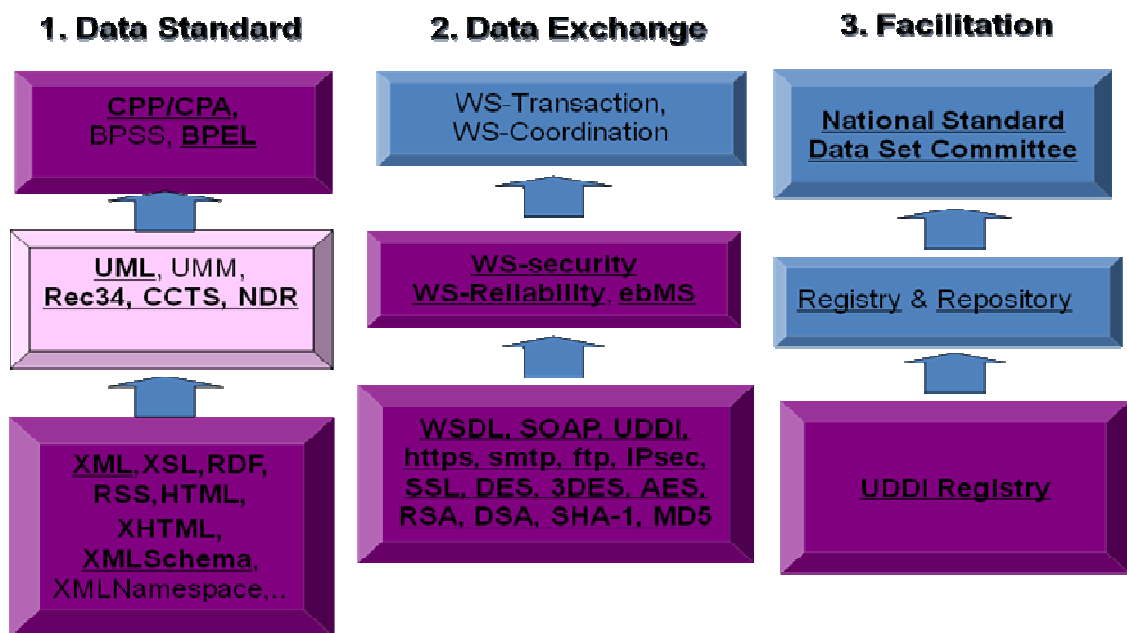 1. Data Standard
CPP/CPA,
BPSS, BPEL
UML, UMM,
Rec34, CCTS, NDR
XML,XSL,RDF,
RSS,HTML,
XHTML,
XMLSchema,
XMLNamespace,..
2. Data Exchange
WS-Transaction,
WS-Coordination
WS-security
WS-Reliability, ebMS
WSDL, SOAP, UDDI,
https, smtp, ftp, IPsec,
SSL, DES, 3DES, AES,
RSA, DSA, SHA-1, MD5
3. Facilitation
National Standard
Data Set Committee
Registry & Repository
UDDI Registry